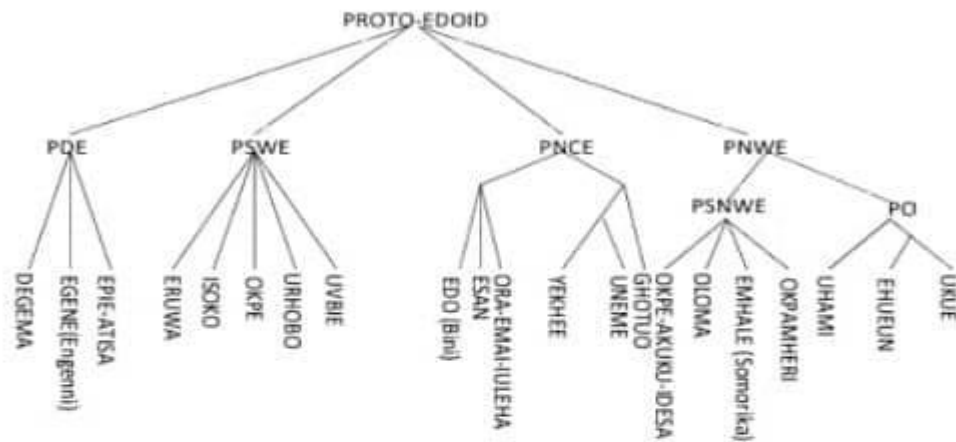 PROTO-EDOID
PDE
PSWE
PNCE
PNWE
PSNWE
PO
DEGEMA
EGENE(Engenni)
EPIE-ATISA
ERUWA
ISOKO
OKPE
URHOBO
UVBIE
EDO (Bini)
ESAN
ORA-EMAI-IULEHA
YEKHEE
UNEME
GHOTUO
OKPE-AKUKU-IDESA
OLOMA
EMHALE (Somorika)
OKPAMHERI
UHAMI
EHUEUN
UKUE